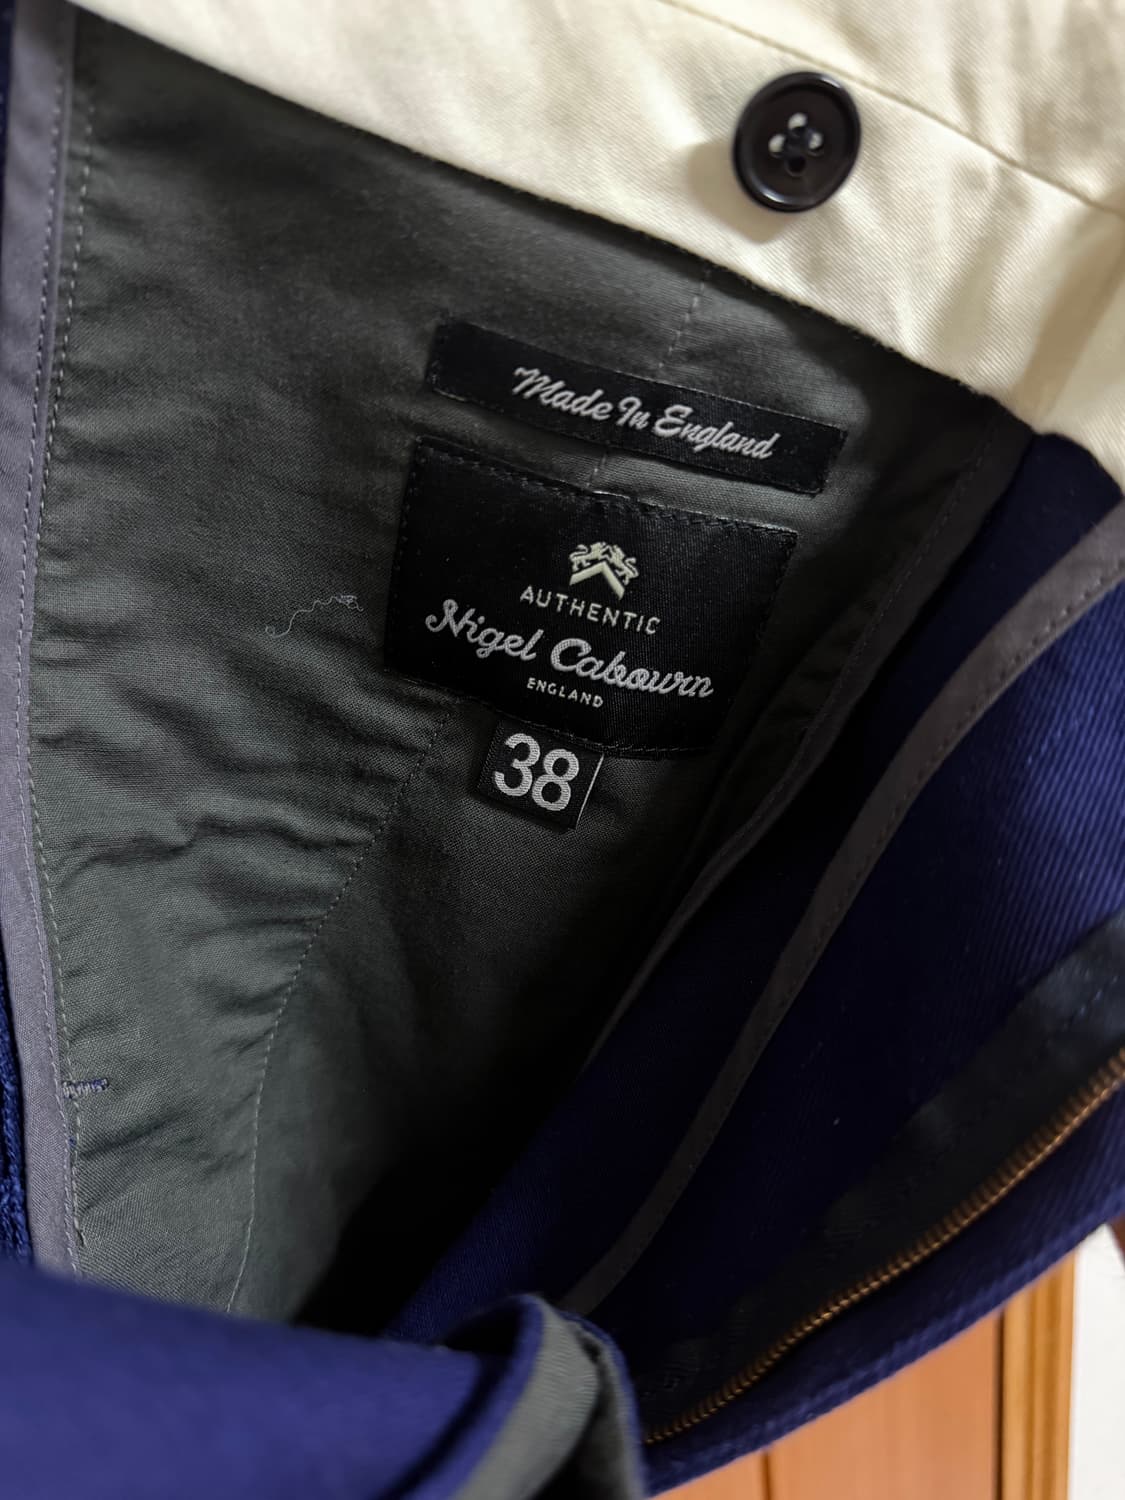 Made In England
AUTHENTIC
Nigel Cabourn
ENGLAND
38